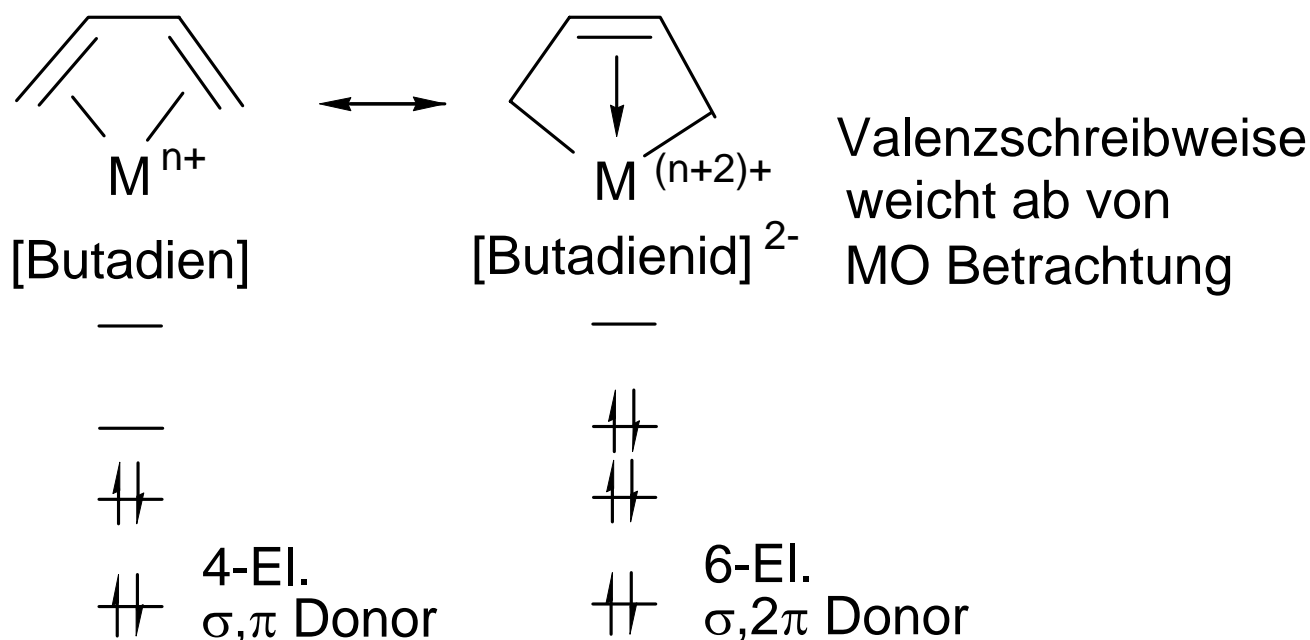 M n+
M (n+2)+
Valenzschreibweise
weicht ab von
MO Betrachtung
[Butadien]
[Butadienid] 2-
4-El.
σ,π Donor
6-El.
σ,2π Donor